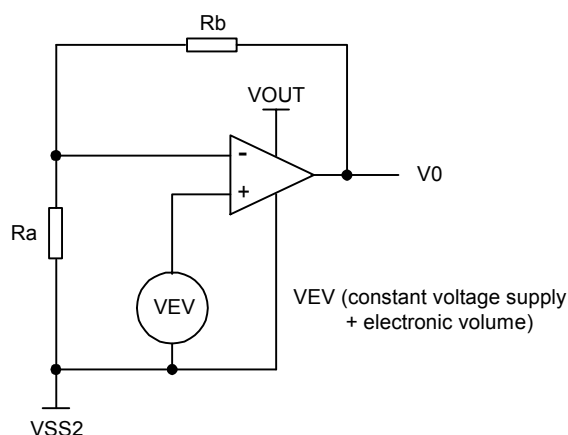 Rb
VOUT
-
+
V0
Ra
VEV
VEV (constant voltage supply
+ electronic volume)
VSS2